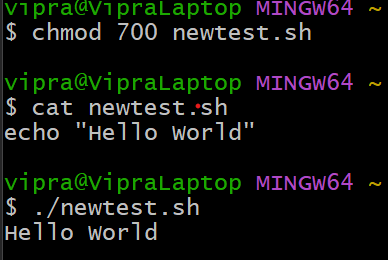 vipra@VipraLaptop MINGW64 ~
$ chmod 700 newtest.sh
vipra@VipraLaptop MINGW64 ~
$ cat newtest.sh
echo "Hello World"
vipra@VipraLaptop MINGW64 ~
$ ./newtest.sh
Hello World